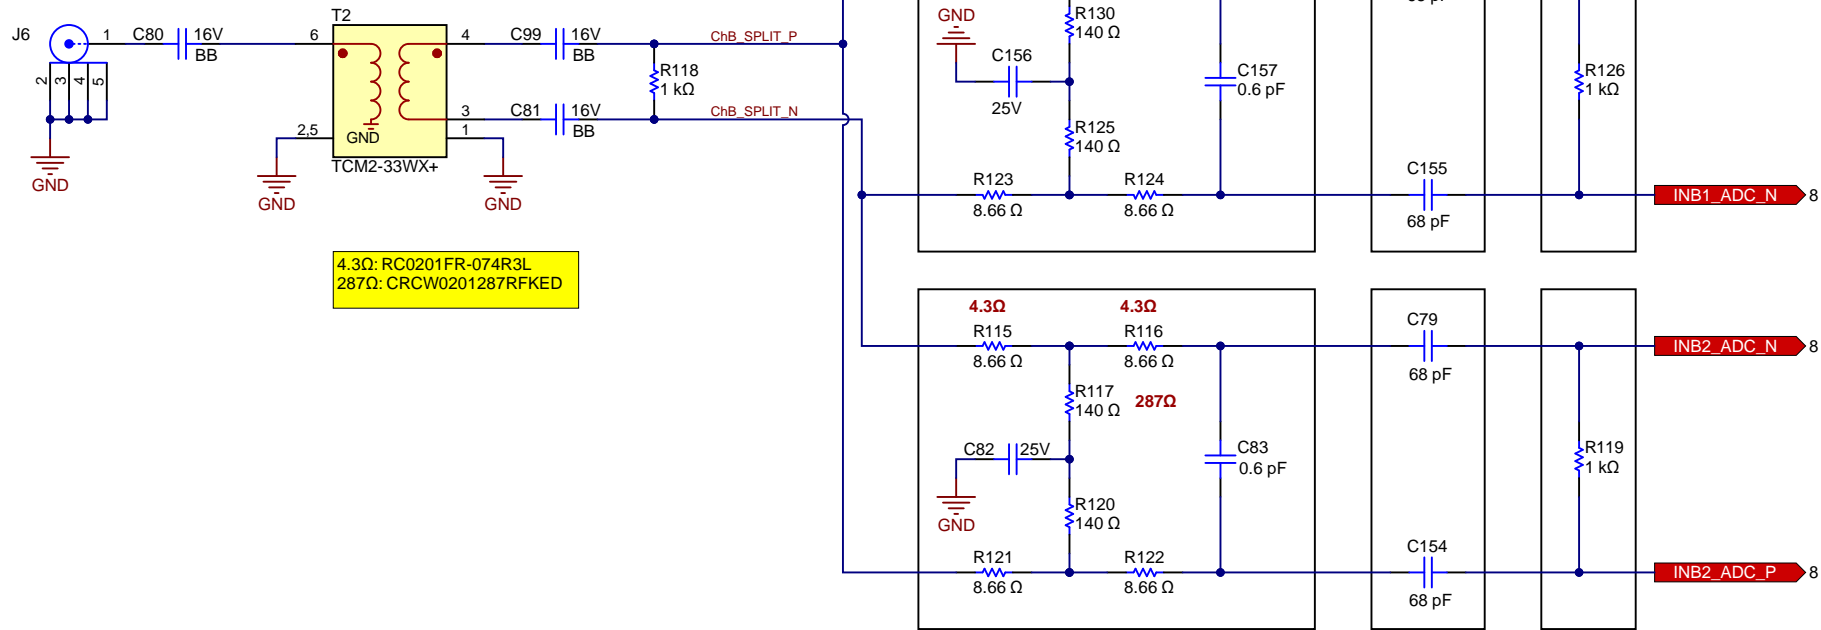 J6
1
2
3
4
5
GND
C80
16V
BB
T2
6
4
2,5
GND
3
1
TCM2-33WX+
GND
GND
C99
16V
BB
C81
16V
BB
R118
1 kΩ
ChB_SPLIT_P
ChB_SPLIT_N
4.3Ω: RC0201FR-074R3L
287Ω: CRCW0201287RFKED
GND
R130
140 Ω
C156
25V
C157
0.6 pF
R125
140 Ω
R123
8.66 Ω
R124
8.66 Ω
C155
68 pF
R126
1 kΩ
INB1_ADC_N
8
4.3Ω
4.3Ω
R115
8.66 Ω
R116
8.66 Ω
C79
68 pF
INB2_ADC_N
8
R117
140 Ω
287Ω
C82
25V
GND
C83
0.6 pF
R119
1 kΩ
R120
140 Ω
R121
8.66 Ω
R122
8.66 Ω
C154
68 pF
INB2_ADC_P
8